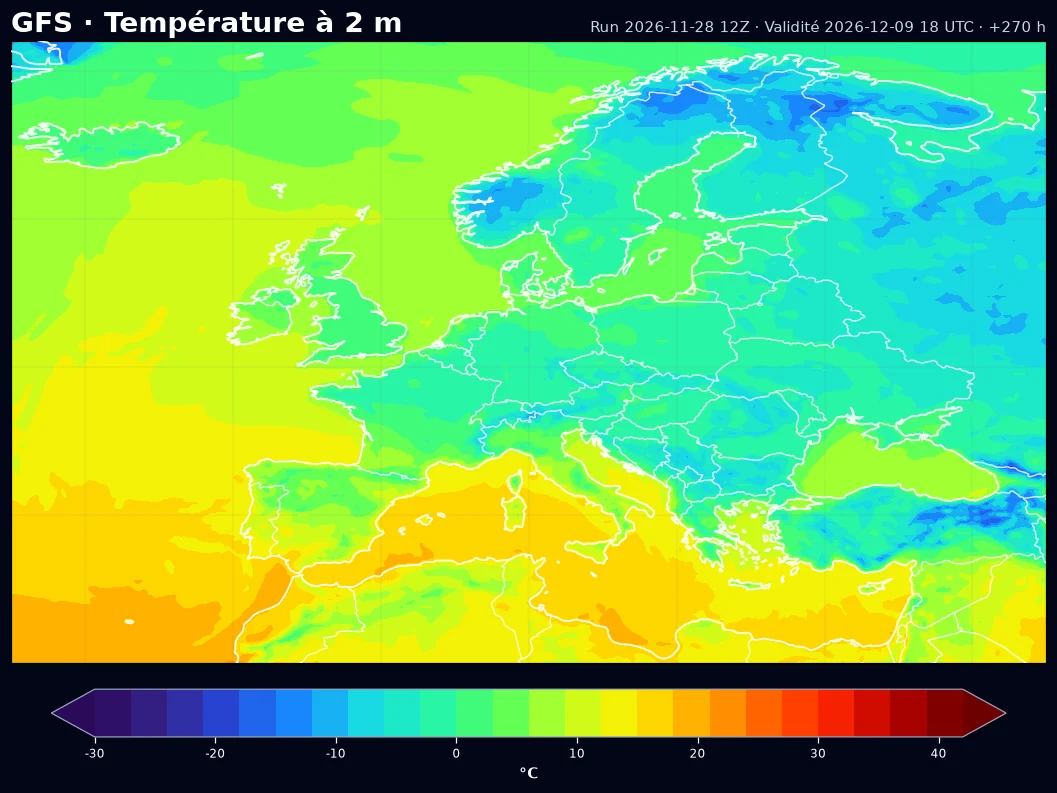 GFS · Température à 2 m
Run 2026-11-28 12Z · Validité 2026-12-09 18 UTC · +270 h
-30 -20 -10 0 10 20 30 40
°C